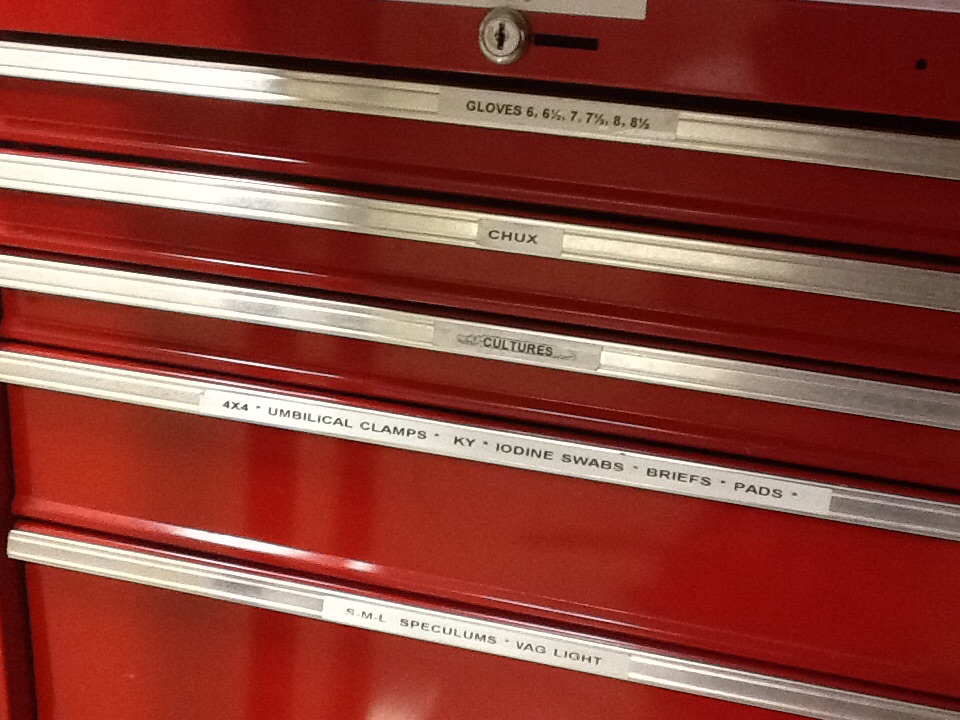 GLOVES 6, 6½, 7, 7½, 8, 8½
CHUX
CULTURES
4X4 * UMBILICAL CLAMPS * KY * IODINE SWABS * BRIEFS * PADS *
S-M-L SPECULUMS * VAG LIGHT